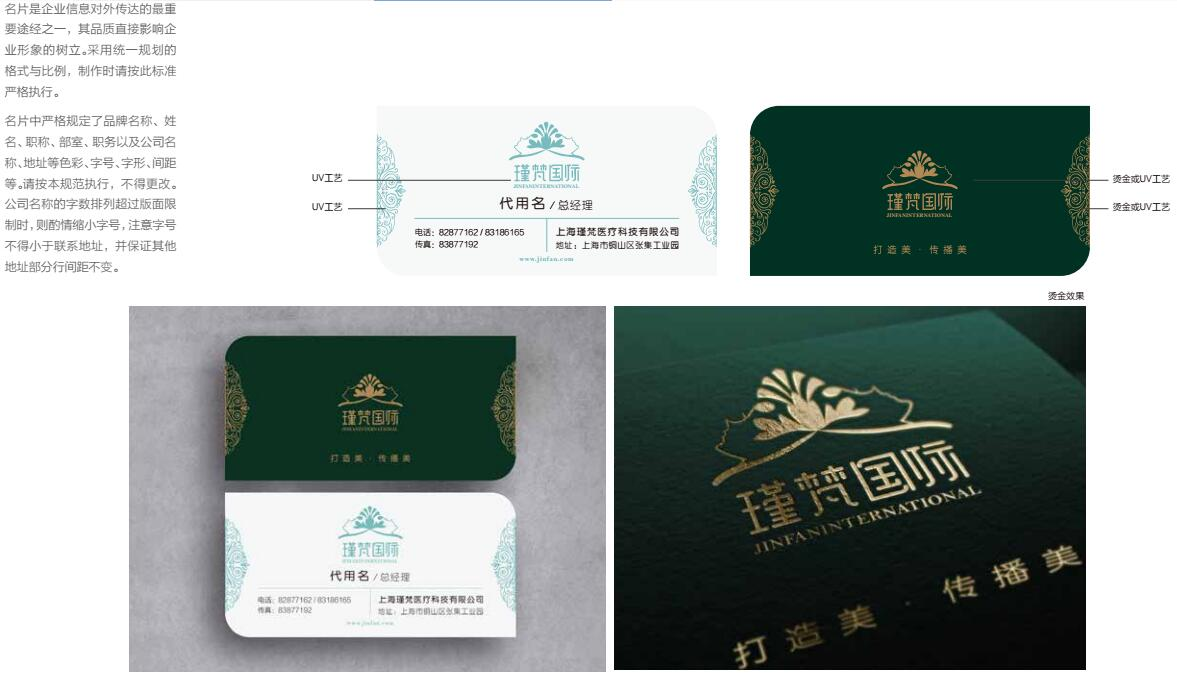 名片是企业信息对外传达的最重
要途经之一，其品质直接影响企
业形象的树立。采用统一规划的
格式与比例，制作时请按此标准
严格执行。
名片中严格规定了品牌名称、姓
名、职称、部室、职务以及公司名
称、地址等色彩、字号、字形、间距
等。请按本规范执行，不得更改。
公司名称的字数排列超过版面限
制时，则酌情缩小字号，注意字号
不得小于联系地址，并保证其他
地址部分行间距不变。
UV工艺
UV工艺
瑾梵国际
JINFANINTERNATIONAL
代用名 / 总经理
电话：82877162 / 83186165
传真：83877192
上海瑾梵医疗科技有限公司
地址：上海市铜山区张集工业园
www.jinfan.com
瑾梵国际
JINFANINTERNATIONAL
打造美 · 传播美
烫金或UV工艺
烫金或UV工艺
烫金效果
瑾梵国际
JINFANINTERNATIONAL
打造美 · 传播美
瑾梵国际
JINFANINTERNATIONAL
代用名 / 总经理
电话：82877162 / 83186165
传真：83877192
上海瑾梵医疗科技有限公司
地址：上海市铜山区张集工业园
www.jinfan.com
瑾梵国际
JINFANINTERNATIONAL
打造美 · 传播美